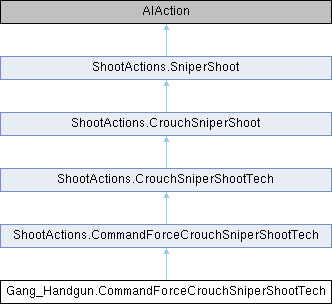 AIAction
ShootActions.SniperShoot
ShootActions.CrouchSniperShoot
ShootActions.CrouchSniperShootTech
ShootActions.CommandForceCrouchSniperShootTech
Gang_Handgun.CommandForceCrouchSniperShootTech